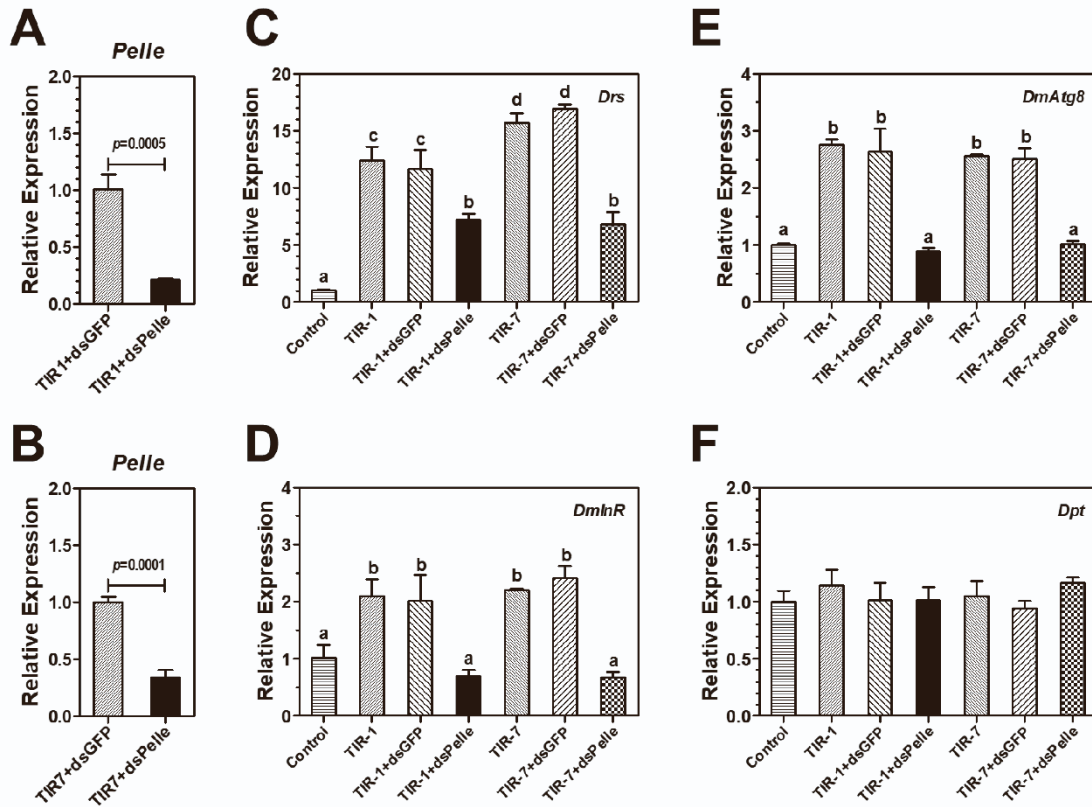 A
Pelle
Relative Expression
2.0
1.5
1.0
0.5
0.0
p=0.0005
TIR1+dsGFP
TIR1+dsPelle
C
Drs
Relative Expression
20
17
13
10
7
3
0
a
c
c
b
d
d
b
Control
TIR-1
TIR-1+dsGFP
TIR-1+dsPelle
TIR-7
TIR-7+dsGFP
TIR-7+dsPelle
E
DmAtg8
Relative Expression
4
3
2
1
0
a
b
b
a
b
b
a
Control
TIR-1
TIR-1+dsGFP
TIR-1+dsPelle
TIR-7
TIR-7+dsGFP
TIR-7+dsPelle
B
Pelle
Relative Expression
2.0
1.5
1.0
0.5
0.0
p=0.0001
TIR7+dsGFP
TIR7+dsPelle
D
DmInR
Relative Expression
4
3
2
1
0
a
b
b
a
b
b
a
Control
TIR-1
TIR-1+dsGFP
TIR-1+dsPelle
TIR-7
TIR-7+dsGFP
TIR-7+dsPelle
F
Dpt
Relative Expression
2.0
1.5
1.0
0.5
0.0
Control
TIR-1
TIR-1+dsGFP
TIR-1+dsPelle
TIR-7
TIR-7+dsGFP
TIR-7+dsPelle